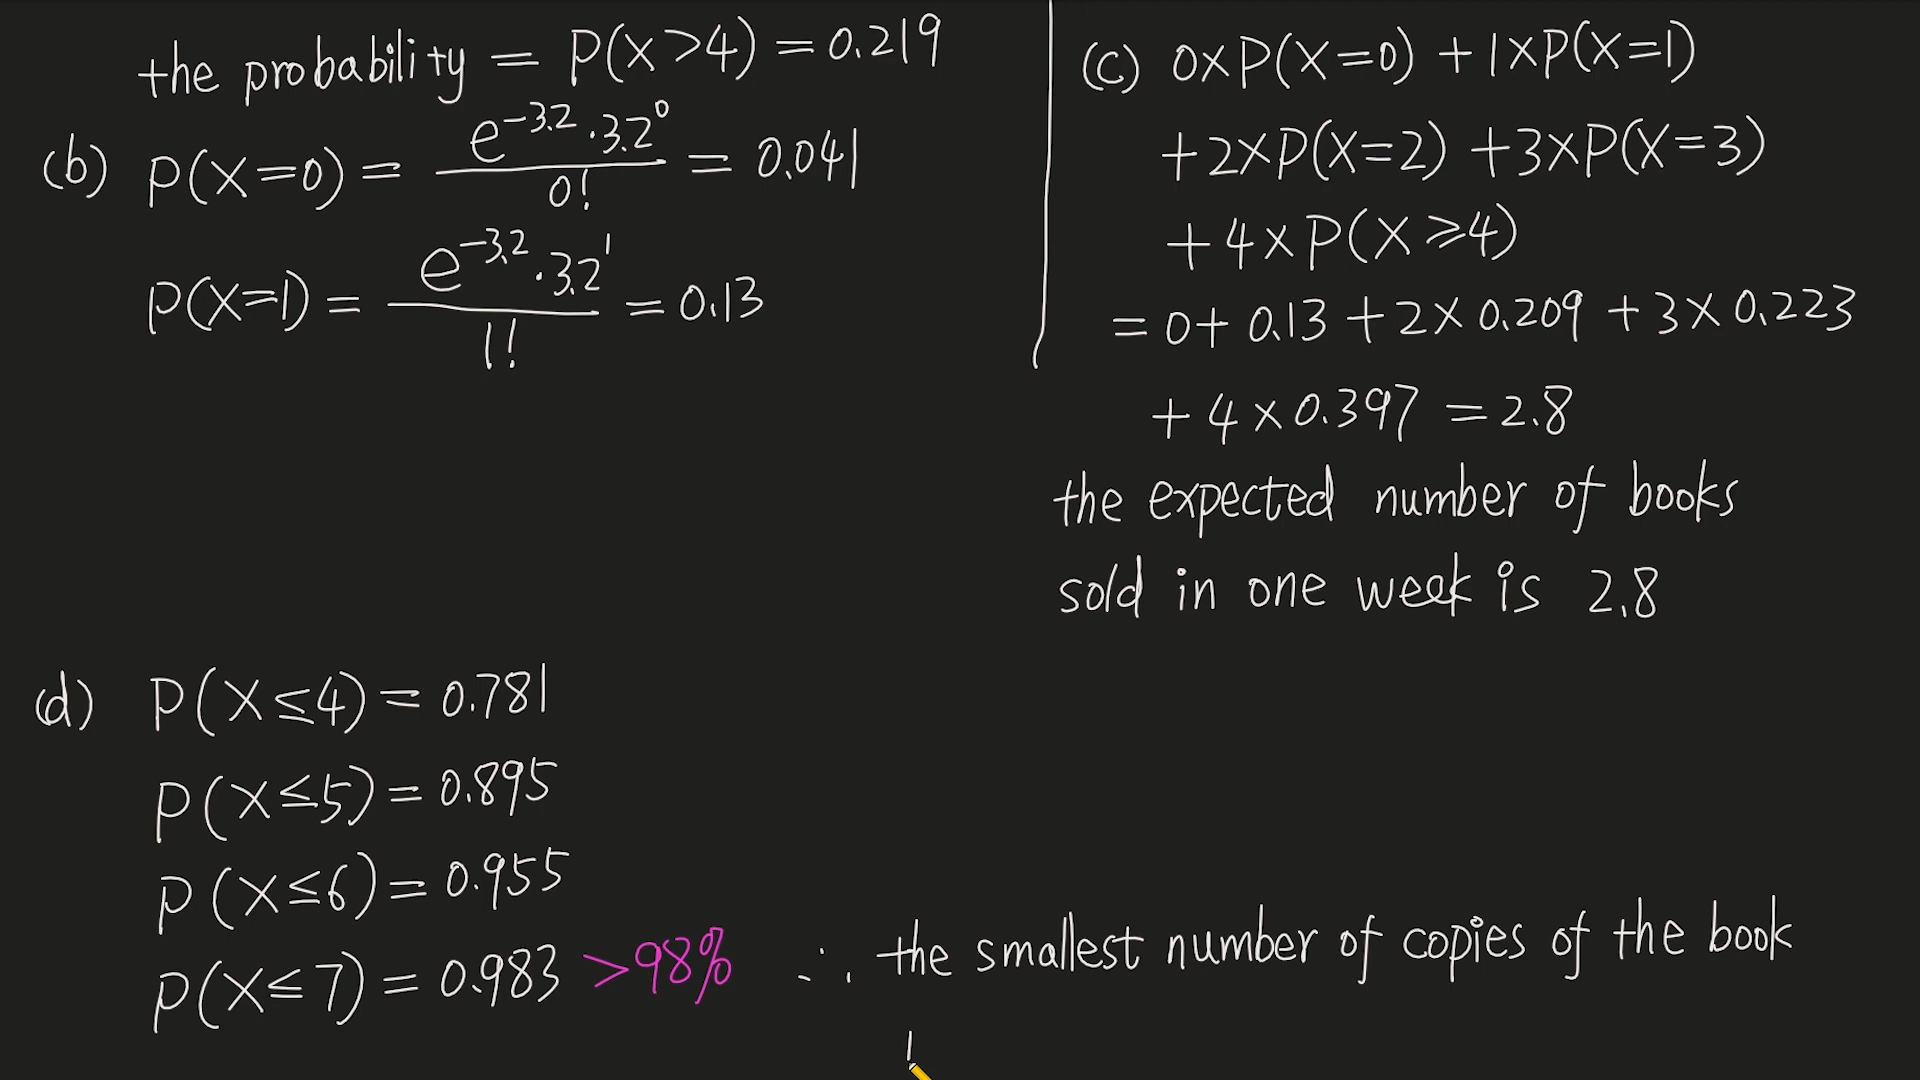 the probability = P(X>4) = 0.219
(b) P(X=0) = e^-3.2 · 3.2^0 / 0! = 0.041
P(X=1) = e^-3.2 · 3.2^1 / 1! = 0.13
(c) 0×P(X=0) + 1×P(X=1)
+2×P(X=2) +3×P(X=3)
+ 4×P(X⩾4)
= 0+ 0.13 + 2× 0.209 + 3× 0.223
+ 4 × 0.397 = 2.8
the expected number of books
sold in one week is 2.8
(d) P(X≤4) = 0.781
P(X≤5) = 0.895
P(X≤6) = 0.955
P(X≤7) = 0.983 >98% ∴ the smallest number of copies of the book